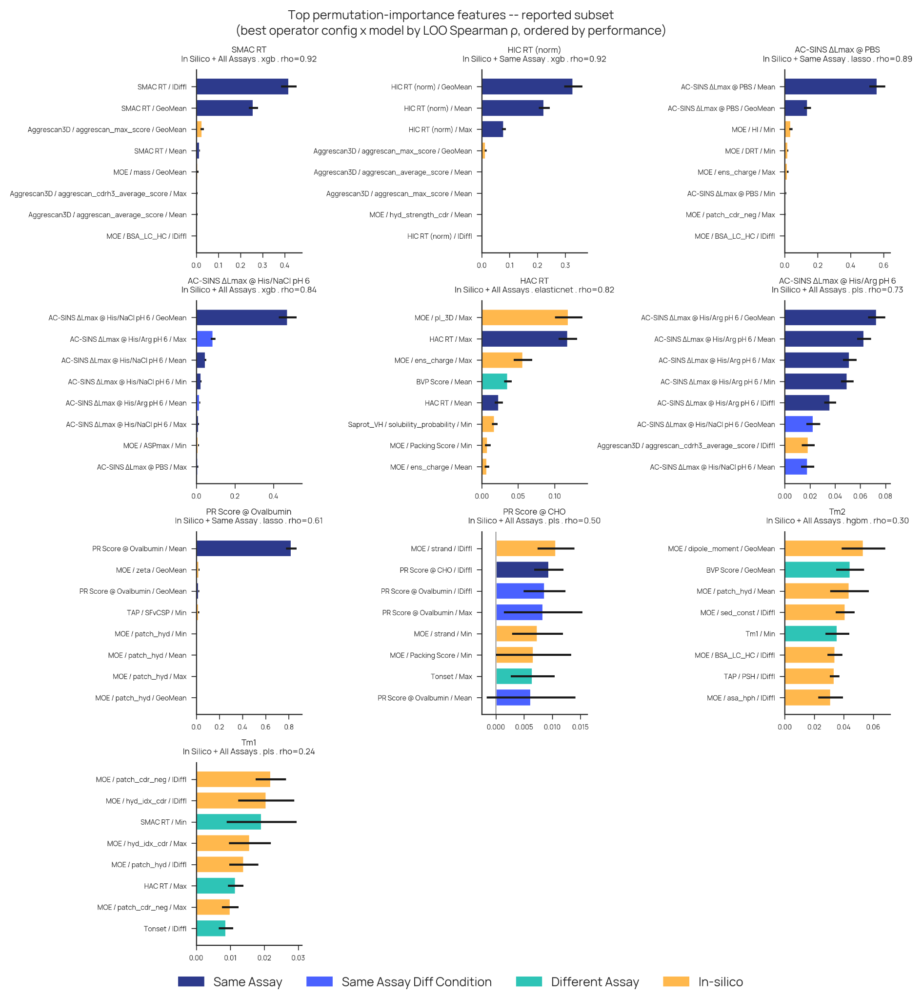 Top permutation-importance features -- reported subset
(best operator config x model by LOO Spearman ρ, ordered by performance)
SMAC RT
In Silico + All Assays . xgb . rho=0.92
SMAC RT / |Diff|
SMAC RT / GeoMean
Aggrescan3D / aggrescan_max_score / GeoMean
SMAC RT / Mean
MOE / mass / GeoMean
Aggrescan3D / aggrescan_cdrh3_average_score / Max
Aggrescan3D / aggrescan_average_score / Mean
MOE / BSA_LC_HC / |Diff|
0.0 0.1 0.2 0.3 0.4
HIC RT (norm)
In Silico + Same Assay . xgb . rho=0.92
HIC RT (norm) / GeoMean
HIC RT (norm) / Mean
HIC RT (norm) / Max
Aggrescan3D / aggrescan_max_score / GeoMean
Aggrescan3D / aggrescan_average_score / Mean
Aggrescan3D / aggrescan_max_score / Mean
MOE / hyd_strength_cdr / Mean
HIC RT (norm) / |Diff|
0.0 0.1 0.2 0.3
AC-SINS ΔLmax @ PBS
In Silico + Same Assay . lasso . rho=0.89
AC-SINS ΔLmax @ PBS / Mean
AC-SINS ΔLmax @ PBS / GeoMean
MOE / HI / Min
MOE / DRT / Min
MOE / ens_charge / Max
AC-SINS ΔLmax @ PBS / Min
MOE / patch_cdr_neg / Max
MOE / BSA_LC_HC / |Diff|
0.0 0.2 0.4 0.6
AC-SINS ΔLmax @ His/NaCl pH 6
In Silico + All Assays . xgb . rho=0.84
AC-SINS ΔLmax @ His/NaCl pH 6 / GeoMean
AC-SINS ΔLmax @ His/Arg pH 6 / Max
AC-SINS ΔLmax @ His/NaCl pH 6 / Mean
AC-SINS ΔLmax @ His/NaCl pH 6 / Min
AC-SINS ΔLmax @ His/Arg pH 6 / Mean
AC-SINS ΔLmax @ His/NaCl pH 6 / Max
MOE / ASPmax / Min
AC-SINS ΔLmax @ PBS / Max
0.0 0.2 0.4
HAC RT
In Silico + All Assays . elasticnet . rho=0.82
MOE / pI_3D / Max
HAC RT / Max
MOE / ens_charge / Max
BVP Score / Mean
HAC RT / Mean
Saprot_VH / solubility_probability / Min
MOE / Packing Score / Min
MOE / ens_charge / Mean
0.00 0.05 0.10
AC-SINS ΔLmax @ His/Arg pH 6
In Silico + All Assays . pls . rho=0.73
AC-SINS ΔLmax @ His/Arg pH 6 / GeoMean
AC-SINS ΔLmax @ His/Arg pH 6 / Mean
AC-SINS ΔLmax @ His/Arg pH 6 / Max
AC-SINS ΔLmax @ His/Arg pH 6 / Min
AC-SINS ΔLmax @ His/Arg pH 6 / |Diff|
AC-SINS ΔLmax @ His/NaCl pH 6 / GeoMean
Aggrescan3D / aggrescan_cdrh3_average_score / |Diff|
AC-SINS ΔLmax @ His/NaCl pH 6 / Mean
0.00 0.02 0.04 0.06 0.08
PR Score @ Ovalbumin
In Silico + Same Assay . lasso . rho=0.61
PR Score @ Ovalbumin / Mean
MOE / zeta / GeoMean
PR Score @ Ovalbumin / GeoMean
TAP / SFvCSP / Min
MOE / patch_hyd / Min
MOE / patch_hyd / Mean
MOE / patch_hyd / Max
MOE / patch_hyd / GeoMean
0.0 0.2 0.4 0.6 0.8
PR Score @ CHO
In Silico + All Assays . pls . rho=0.50
MOE / strand / |Diff|
PR Score @ CHO / |Diff|
PR Score @ Ovalbumin / |Diff|
PR Score @ Ovalbumin / Max
MOE / strand / Min
MOE / Packing Score / Min
Tonset / Max
PR Score @ Ovalbumin / Mean
0.000 0.005 0.010 0.015
Tm2
In Silico + All Assays . hgbm . rho=0.30
MOE / dipole_moment / GeoMean
BVP Score / GeoMean
MOE / patch_hyd / Mean
MOE / sed_const / |Diff|
Tm1 / Min
MOE / BSA_LC_HC / |Diff|
TAP / PSH / |Diff|
MOE / asa_hph / |Diff|
0.00 0.02 0.04 0.06
Tm1
In Silico + All Assays . pls . rho=0.24
MOE / patch_cdr_neg / |Diff|
MOE / hyd_idx_cdr / |Diff|
SMAC RT / Min
MOE / hyd_idx_cdr / Max
MOE / patch_hyd / |Diff|
HAC RT / Max
MOE / patch_cdr_neg / Max
Tonset / |Diff|
0.00 0.01 0.02 0.03
Same Assay Same Assay Diff Condition Different Assay In-silico